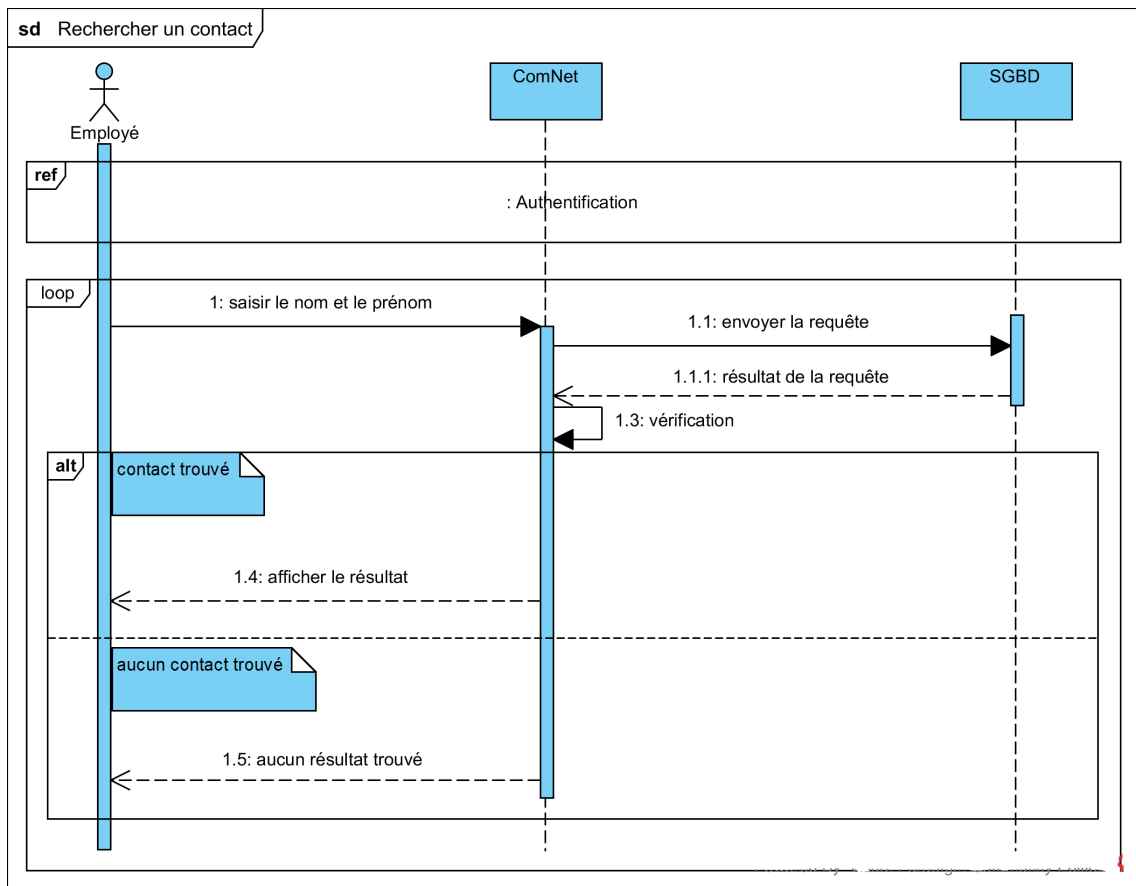 sd Rechercher un contact
ComNet
SGBD
Employé
ref
: Authentification
loop
1: saisir le nom et le prénom
1.1: envoyer la requête
1.1.1: résultat de la requête
1.3: vérification
alt
contact trouvé
1.4: afficher le résultat
aucun contact trouvé
1.5: aucun résultat trouvé